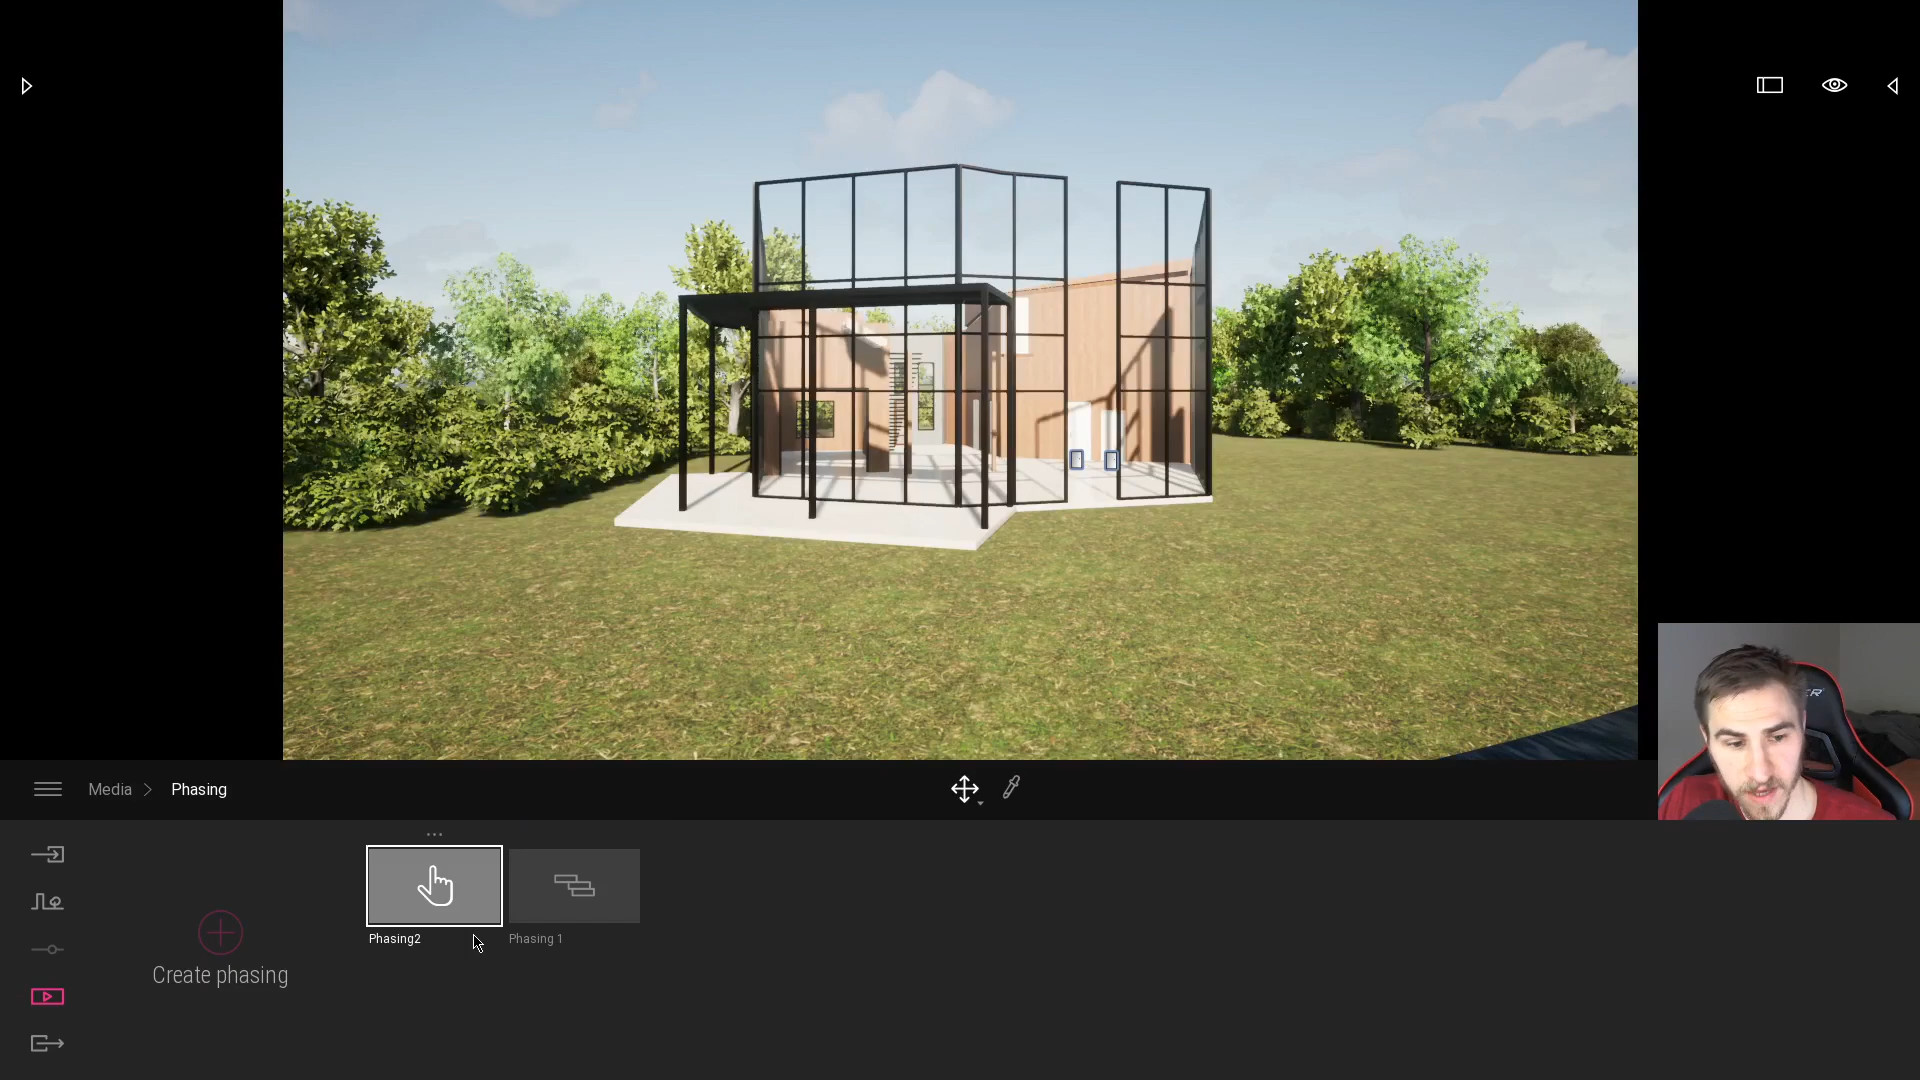 Media
Phasing
Phasing2
Phasing 1
Create phasing